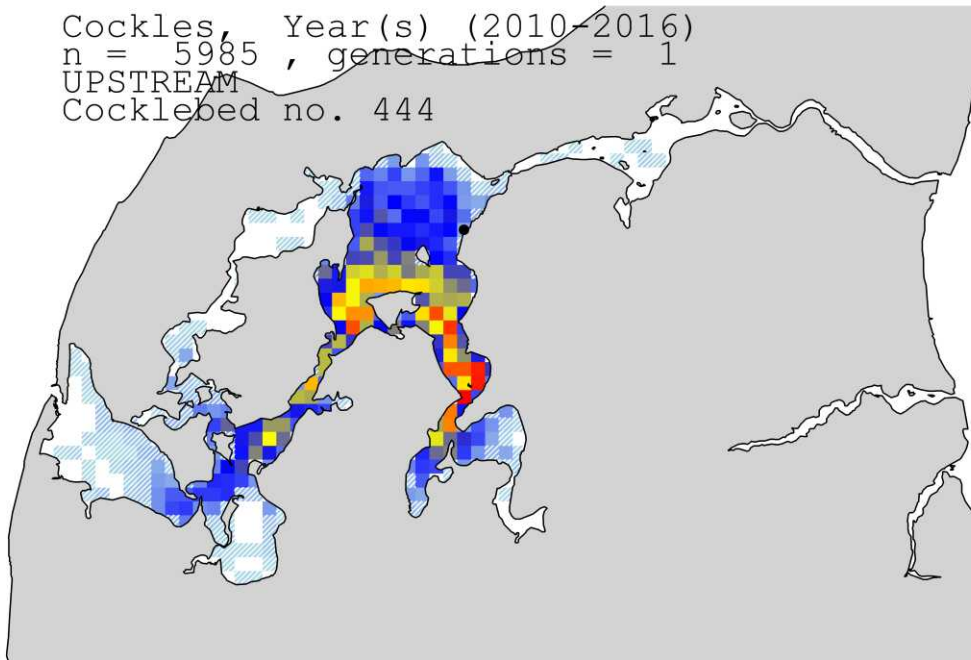 Cockles, Year(s) (2010-2016)
n = 5985 , generations = 1
UPSTREAM
Cocklebed no. 444